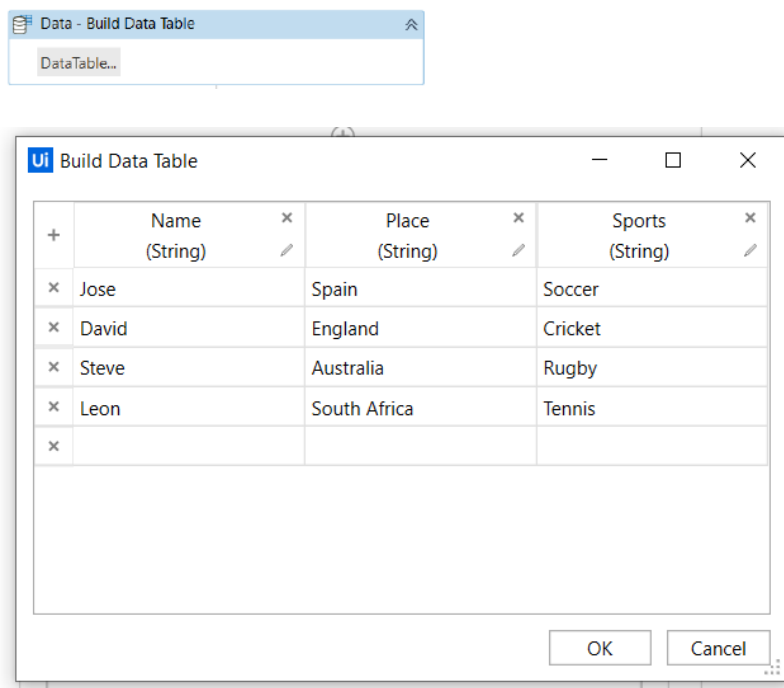 Data - Build Data Table
DataTable...
Ui Build Data Table
Name Place Sports
(String) (String) (String)
Jose Spain Soccer
David England Cricket
Steve Australia Rugby
Leon South Africa Tennis
OK Cancel